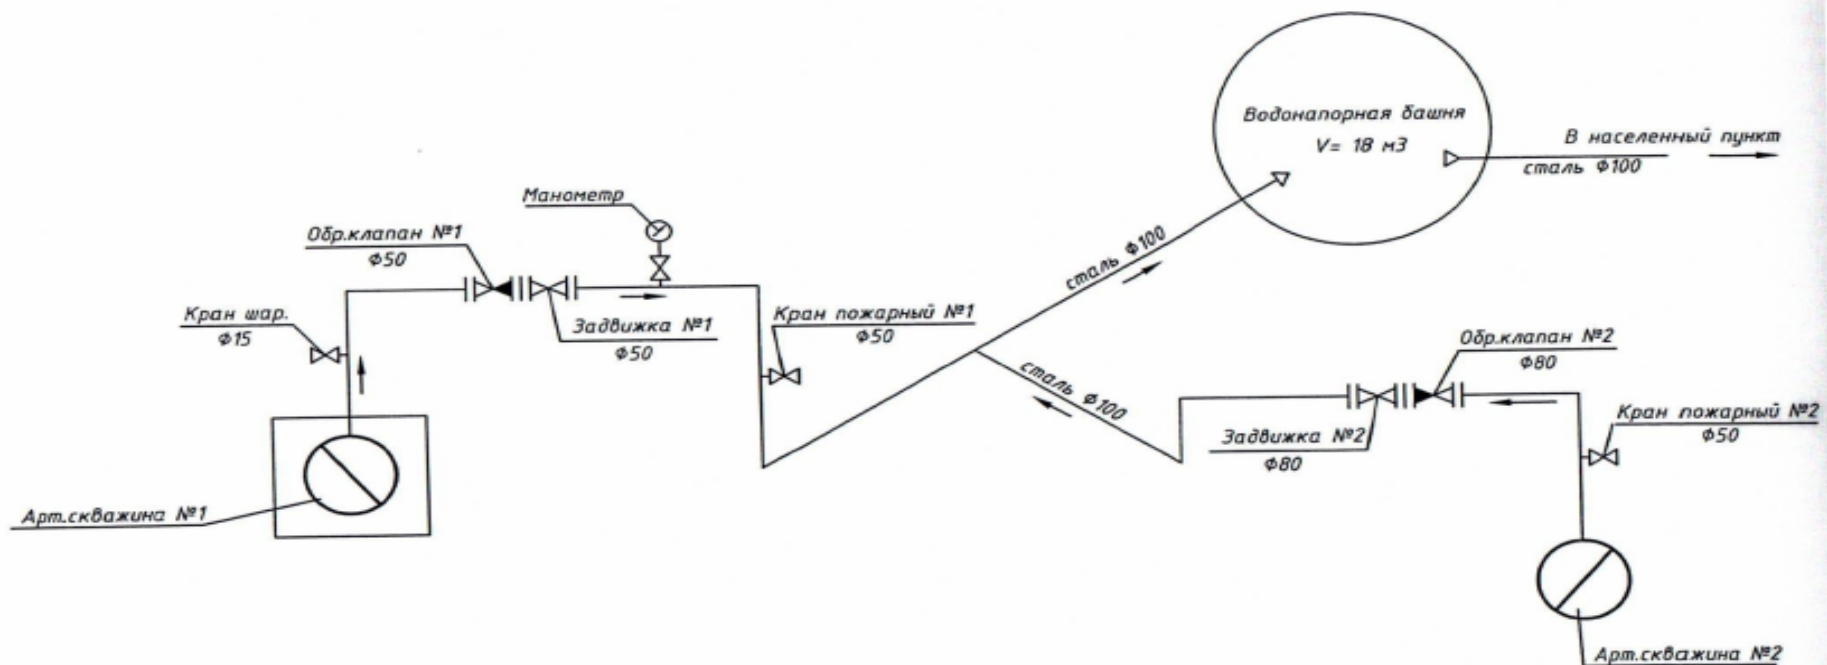 Водонапорная башня
V= 18 м3
В населенный пункт
сталь Ф100
Манометр
Обр.клапан №1
Ф50
сталь Ф100
Кран шар.
Ф15
Задвижка №1
Ф50
Кран пожарный №1
Ф50
Обр.клапан №2
Ф80
сталь Ф100
Задвижка №2
Ф80
Кран пожарный №2
Ф50
Арт.скважина №1
Арт.скважина №2